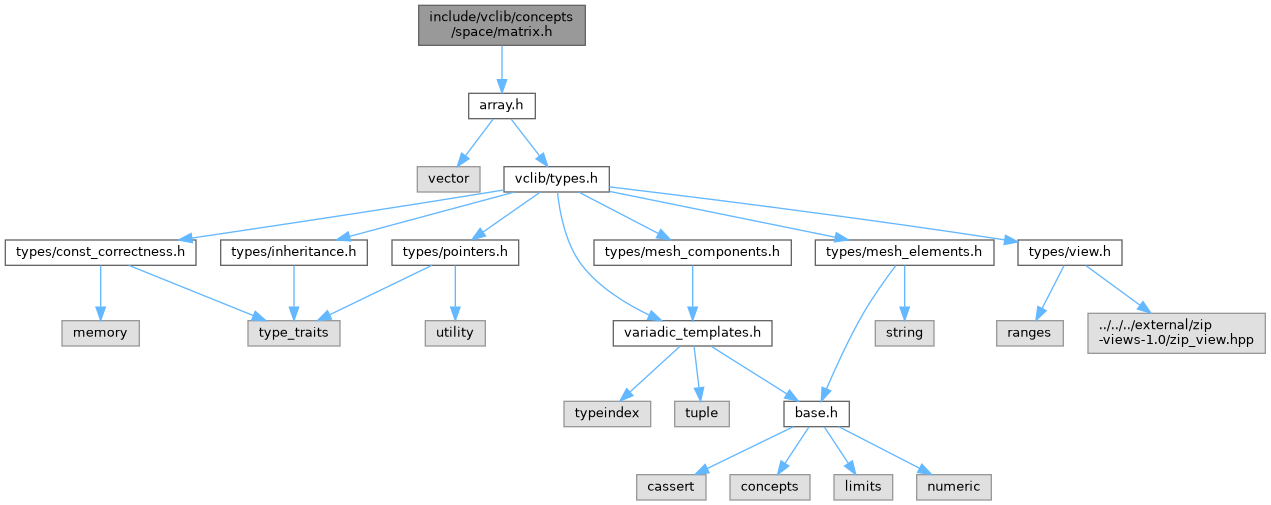 include/vclib/concepts
/space/matrix.h
array.h
vector
vclib/types.h
types/const_correctness.h
types/inheritance.h
types/pointers.h
types/mesh_components.h
types/mesh_elements.h
types/view.h
memory
type_traits
utility
variadic_templates.h
string
ranges
../../../external/zip
-views-1.0/zip_view.hpp
typeindex
tuple
base.h
cassert
concepts
limits
numeric